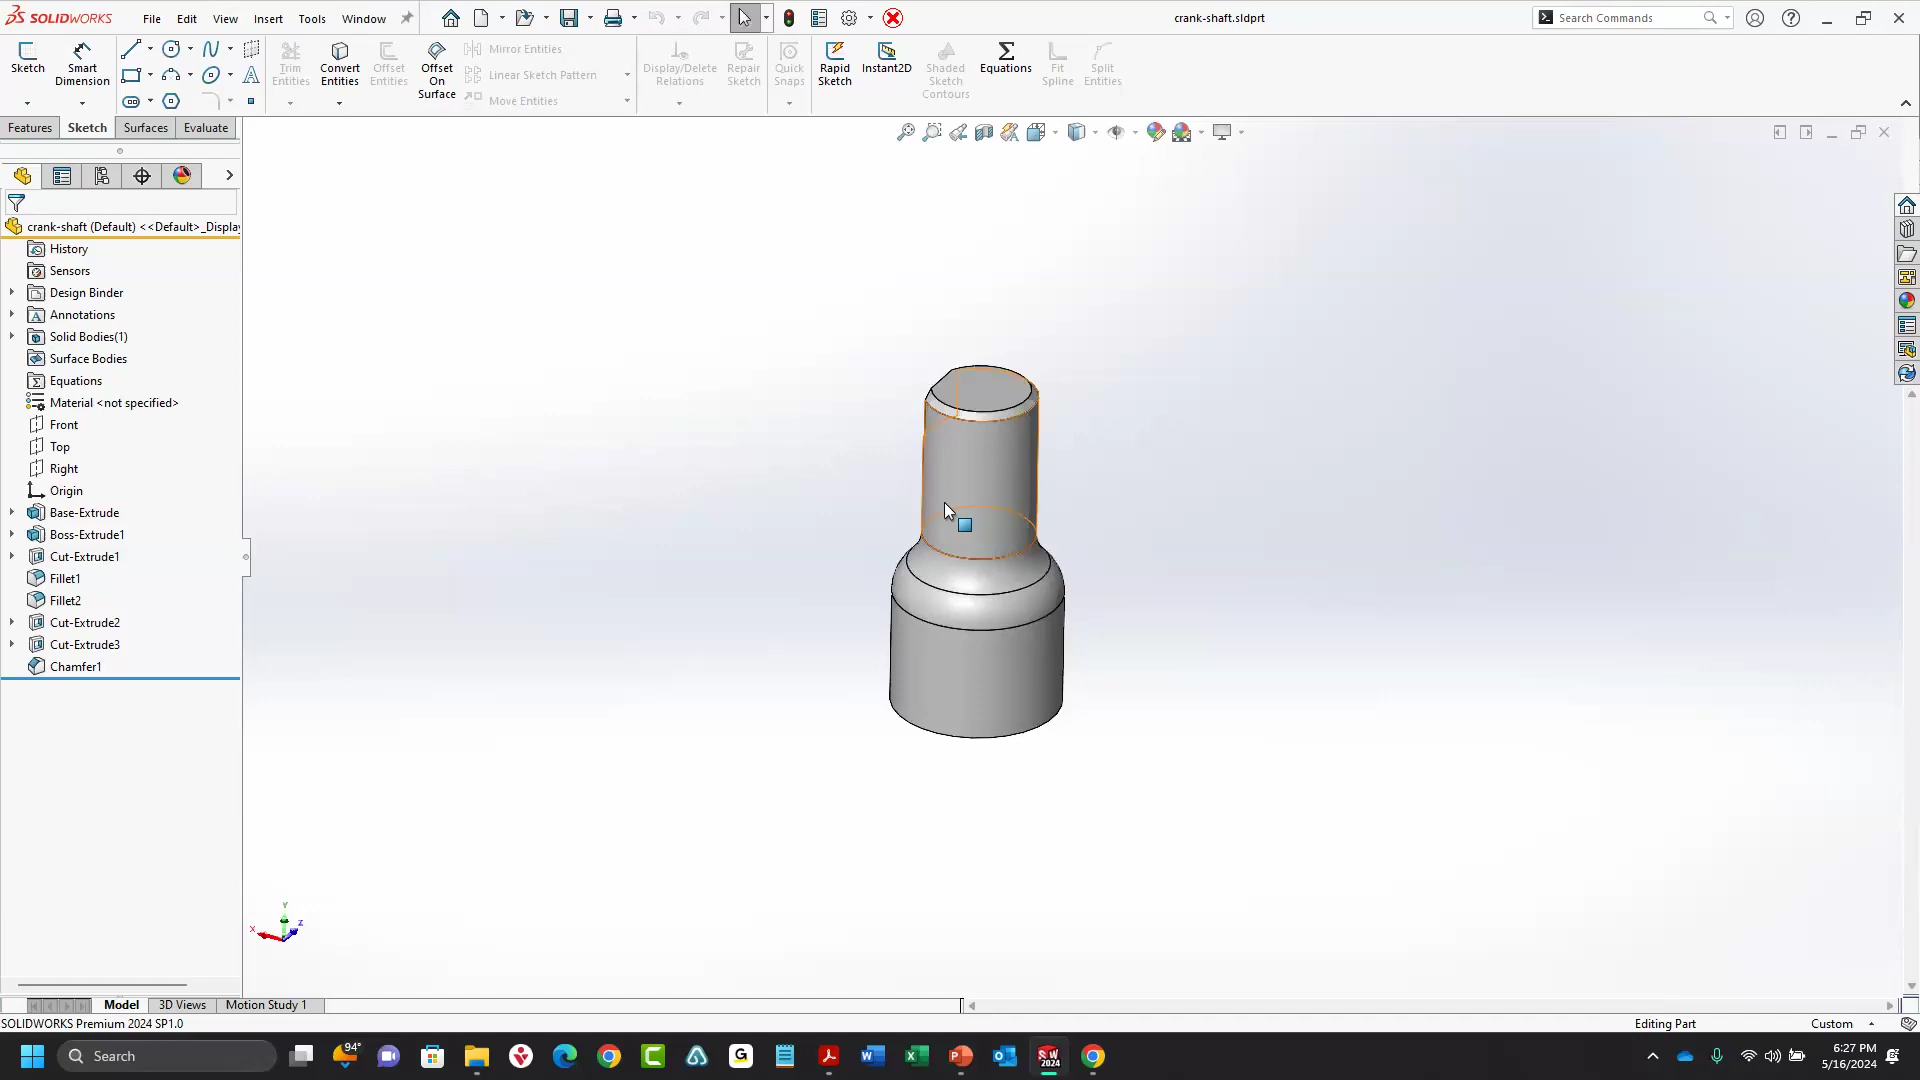 SOLIDWORKS File Edit View Insert Tools Window crank-shaft.sldprt Search Commands
Sketch Smart Dimension Trim Entities Convert Entities Offset Entities Offset On Surface Mirror Entities Linear Sketch Pattern Move Entities Display/Delete Relations Repair Sketch Quick Snaps Rapid Sketch Instant2D Shaded Sketch Contours Equations Fit Spline Split Entities
Features Sketch Surfaces Evaluate
crank-shaft (Default) <<Default>_Displa
History
Sensors
Design Binder
Annotations
Solid Bodies(1)
Surface Bodies
Equations
Material <not specified>
Front
Top
Right
Origin
Base-Extrude
Boss-Extrude1
Cut-Extrude1
Fillet1
Fillet2
Cut-Extrude2
Cut-Extrude3
Chamfer1
Y
X Z
Model 3D Views Motion Study 1
SOLIDWORKS Premium 2024 SP1.0 Editing Part Custom
Search 94° 6:27 PM
5/16/2024